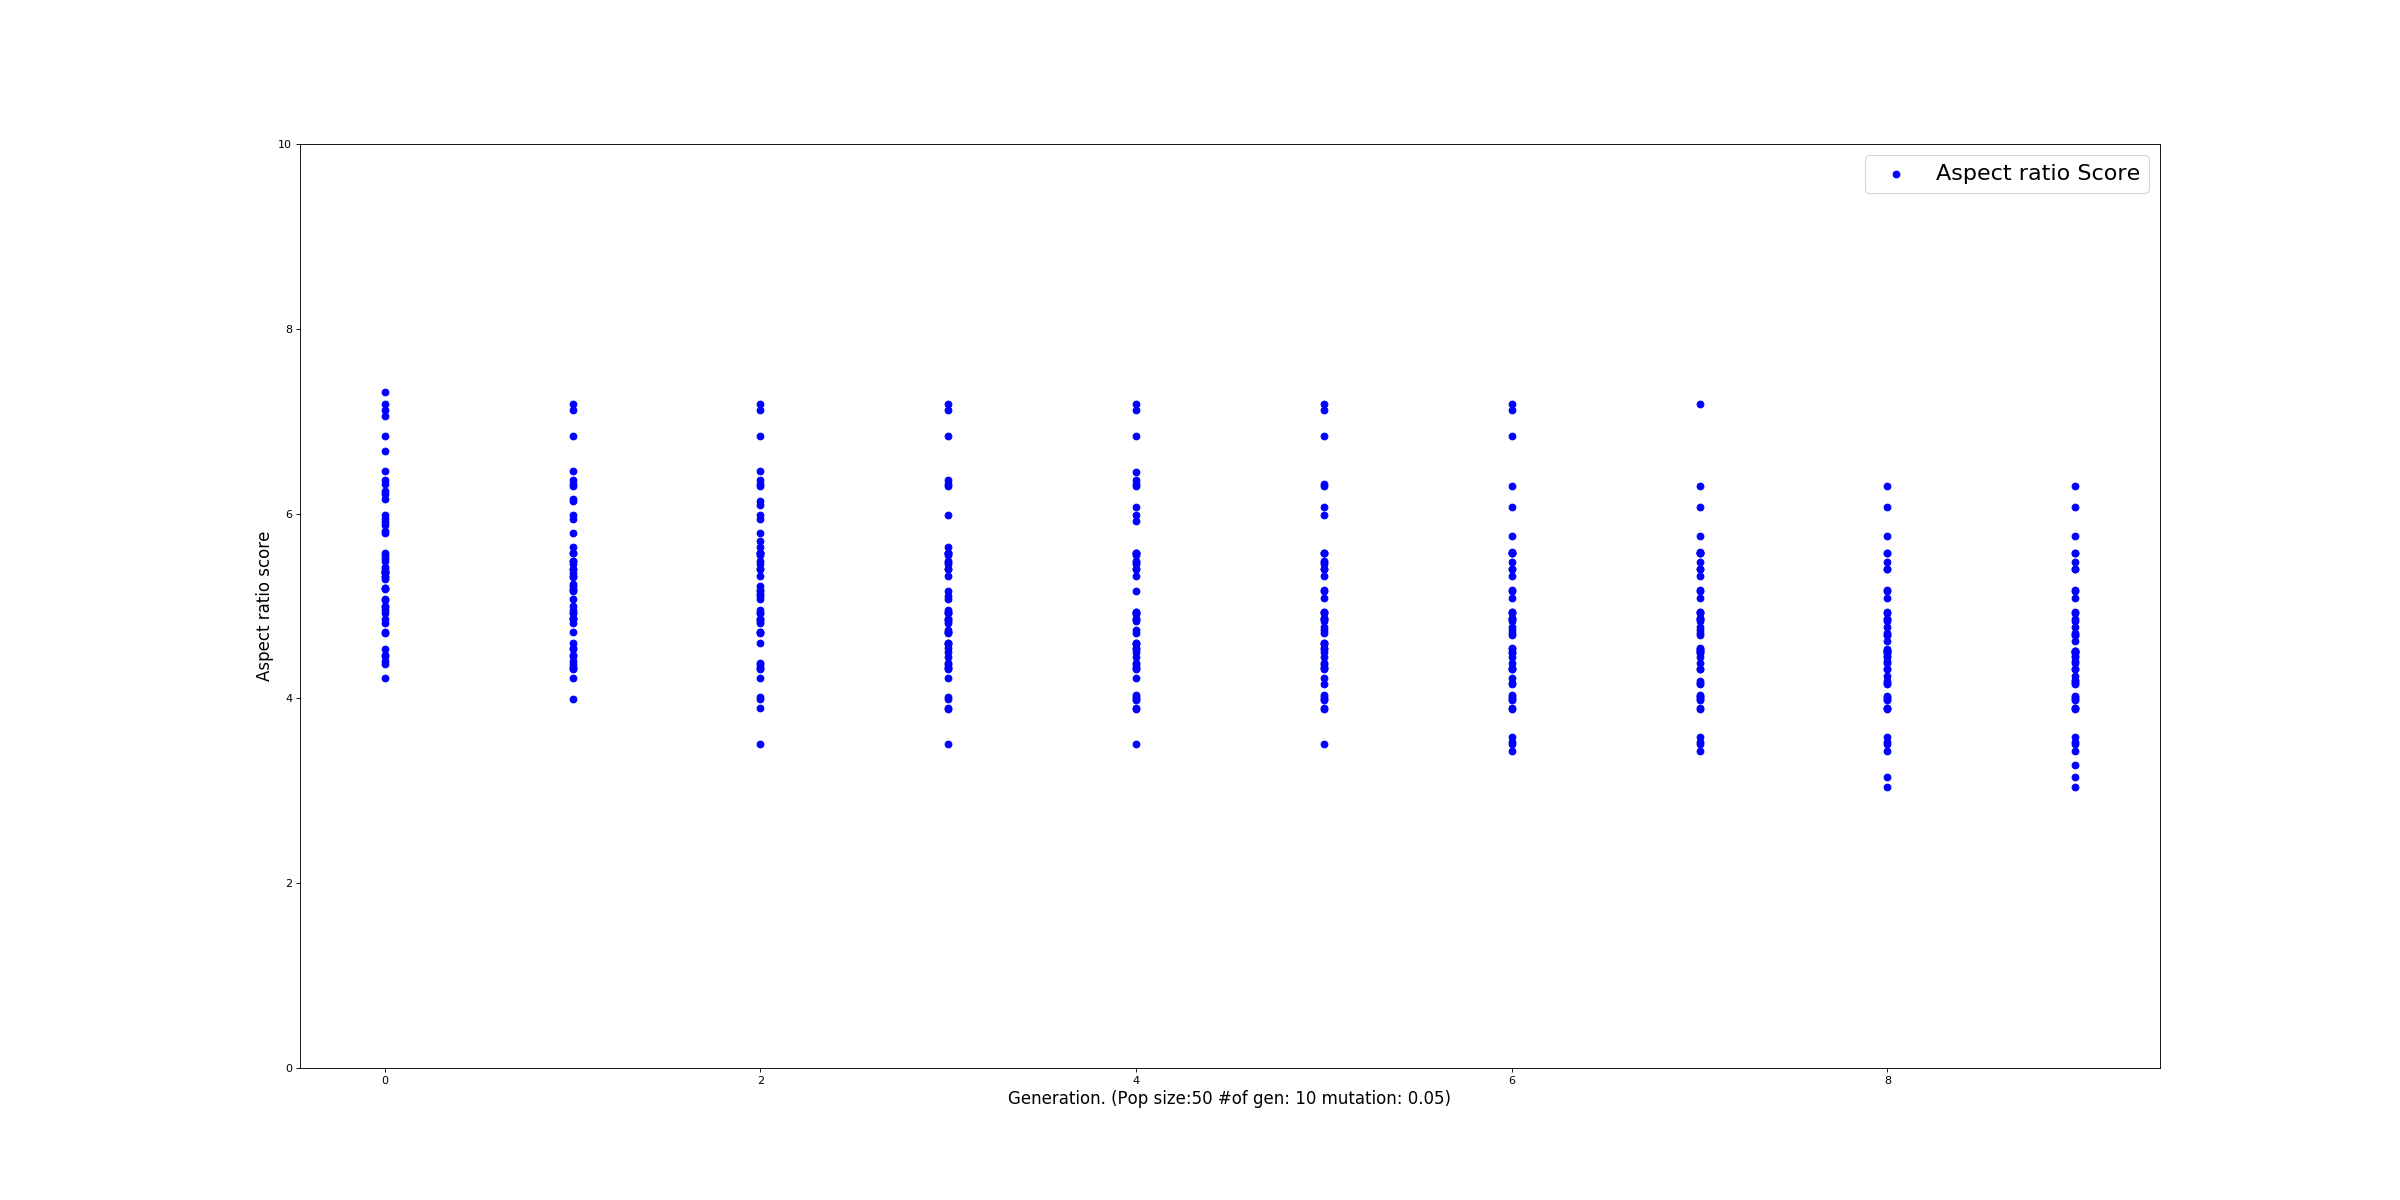 Aspect ratio Score
10
8
6
4
2
0
Aspect ratio score
0 2 4 6 8
Generation. (Pop size:50 #of gen: 10 mutation: 0.05)